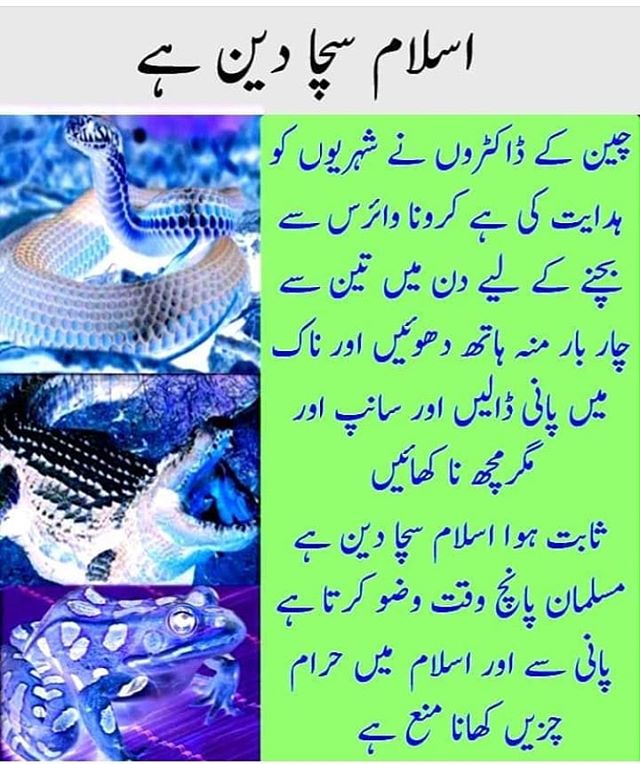 اسلام سچا دین ہے
چین کے ڈاکٹروں نے شہریوں کو
ہدایت کی ہے کرونا وائرس سے
بچنے کے لیے دن میں تین سے
چار بار منہ ہاتھ دھوئیں اور ناک
میں پانی ڈالیں اور سانپ اور
مگرمچھ نا کھائیں
ثابت ہوا اسلام سچا دین ہے
مسلمان پانچ وقت وضو کرتا ہے
پانی سے اور اسلام میں حرام
چزیں کھانا منع ہے